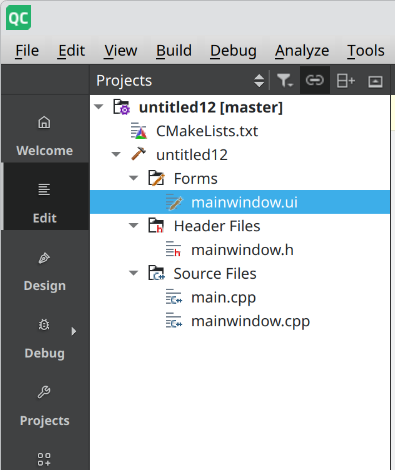 QC
File Edit View Build Debug Analyze Tools
Projects
untitled12 [master]
CMakeLists.txt
untitled12
Forms
mainwindow.ui
Header Files
mainwindow.h
Source Files
main.cpp
mainwindow.cpp
Welcome
Edit
Design
Debug
Projects